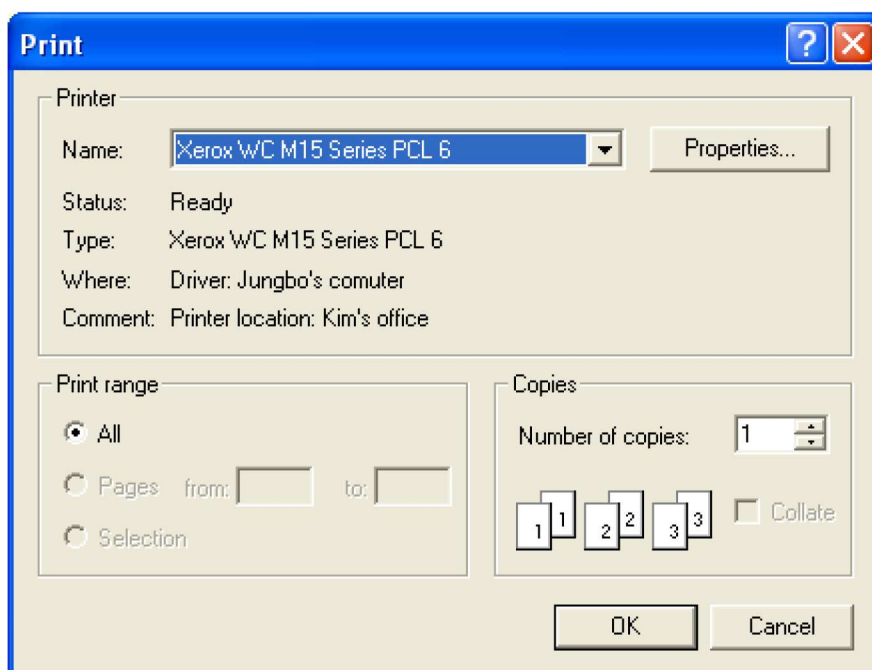 Print
Printer
Name: Xerox WC M15 Series PCL 6 Properties...
Status: Ready
Type: Xerox WC M15 Series PCL 6
Where: Driver: Jungbo's comuter
Comment: Printer location: Kim's office
Print range
All
Pages from: to:
Selection
Copies
Number of copies: 1
1 1 2 2 3 3 Collate
OK Cancel